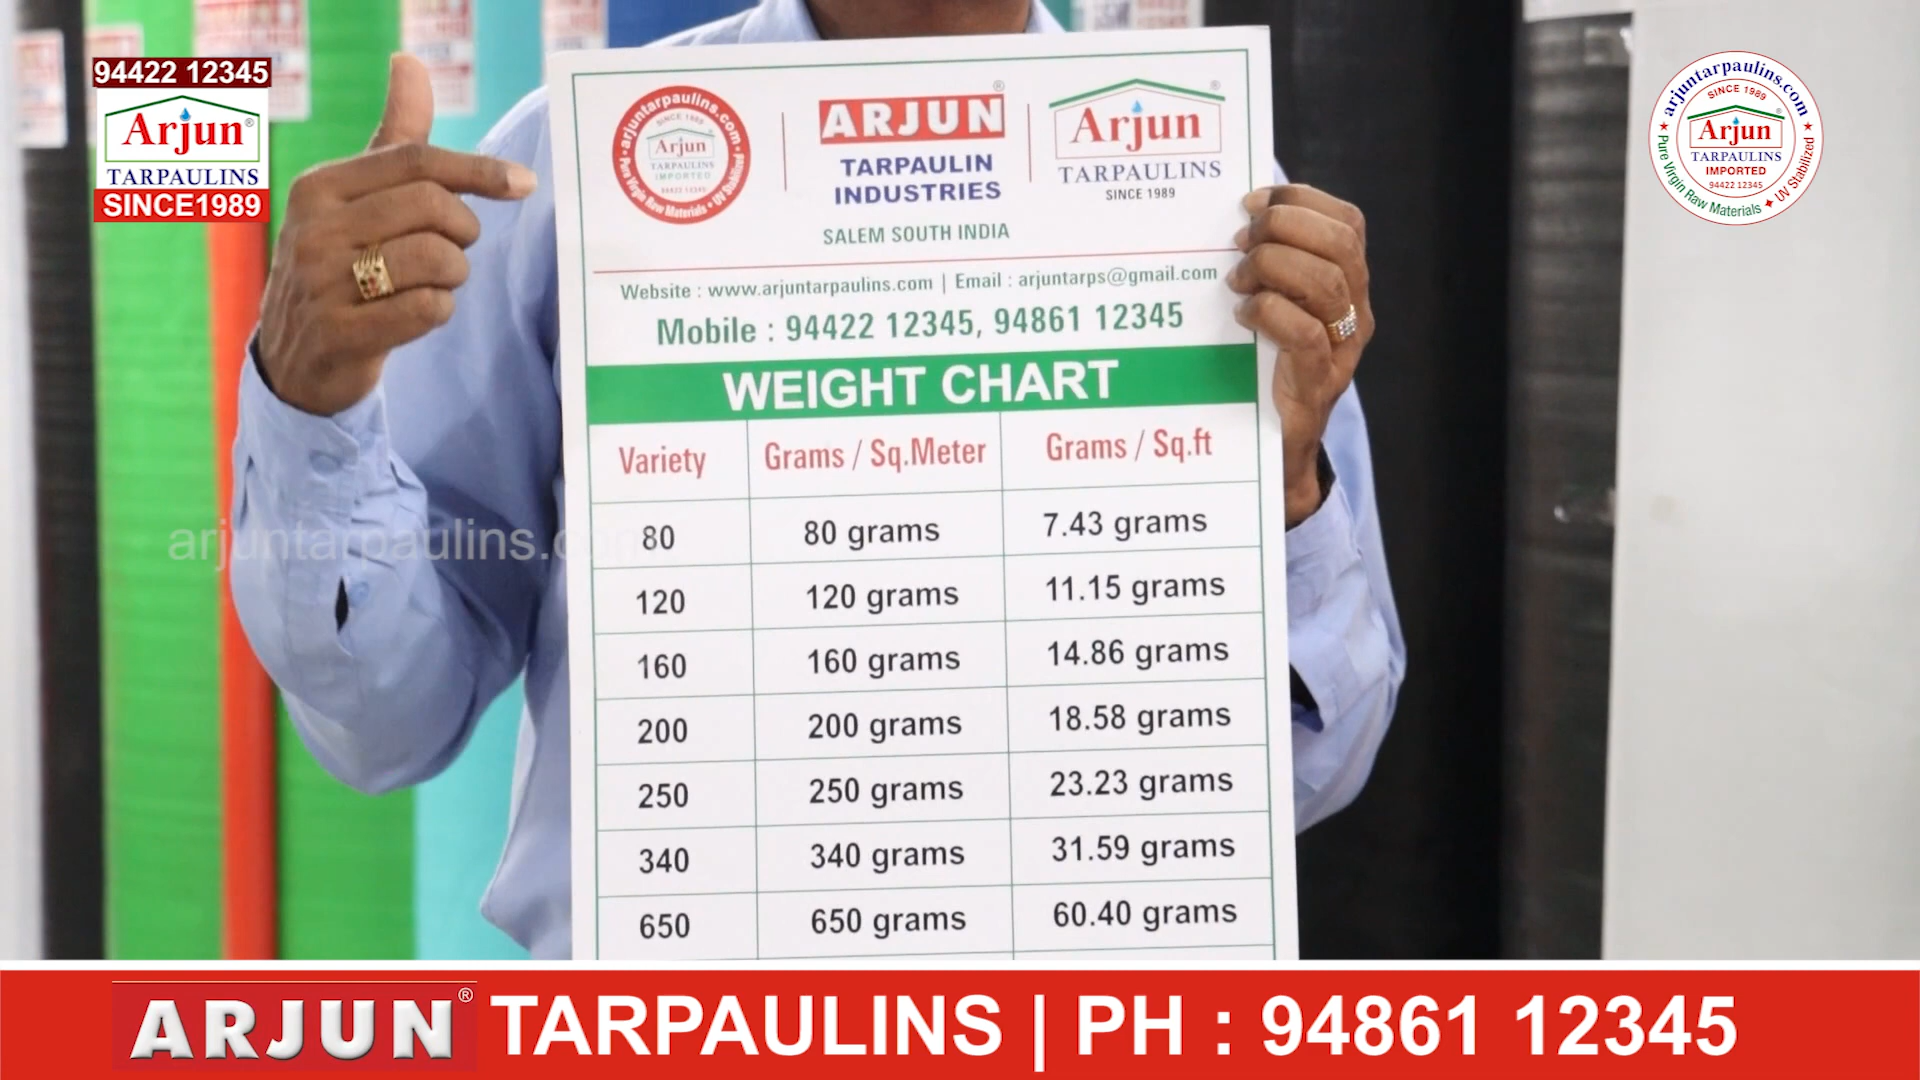 94422 12345
Arjun®
TARPAULINS
SINCE1989
arjuntarpaulins.com
SINCE 1989
Arjun
TARPAULINS
IMPORTED
94422 12345
Pure Virgin Raw Materials
UV Stabilized
ARJUN®
TARPAULIN
INDUSTRIES
SALEM SOUTH INDIA
Arjun®
TARPAULINS
SINCE 1989
arjuntarpaulins.com
SINCE 1989
Arjun®
TARPAULINS
IMPORTED
94422 12345
Pure Virgin Raw Materials
UV Stabilized
Website : www.arjuntarpaulins.com | Email : arjuntarps@gmail.com
Mobile : 94422 12345, 94861 12345
WEIGHT CHART
Variety Grams / Sq.Meter Grams / Sq.ft
80 80 grams 7.43 grams
arjuntarpaulins.com
120 120 grams 11.15 grams
160 160 grams 14.86 grams
200 200 grams 18.58 grams
250 250 grams 23.23 grams
340 340 grams 31.59 grams
650 650 grams 60.40 grams
ARJUN® TARPAULINS | PH : 94861 12345